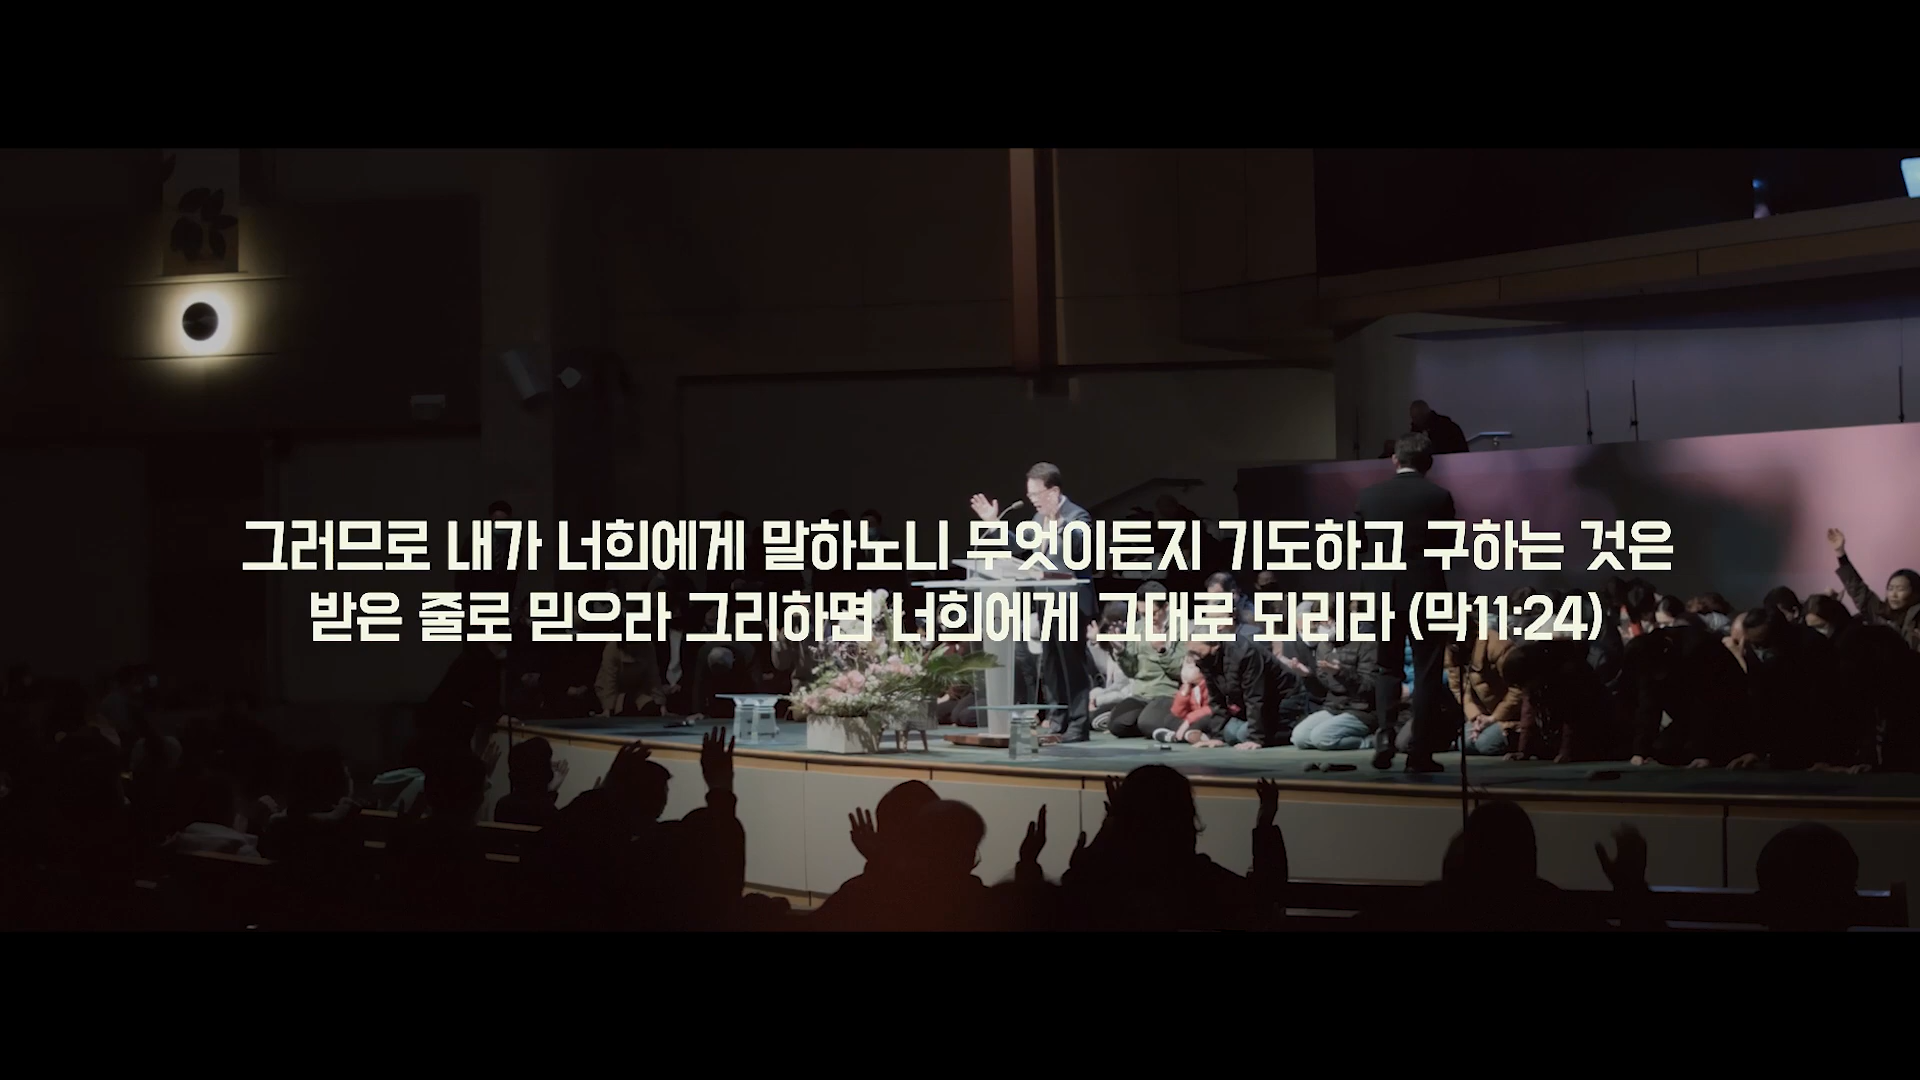 그러므로 내가 너희에게 말하노니 무엇이든지 기도하고 구하는 것은
받은 줄로 믿으라 그리하면 너희에게 그대로 되리라 (막11:24)